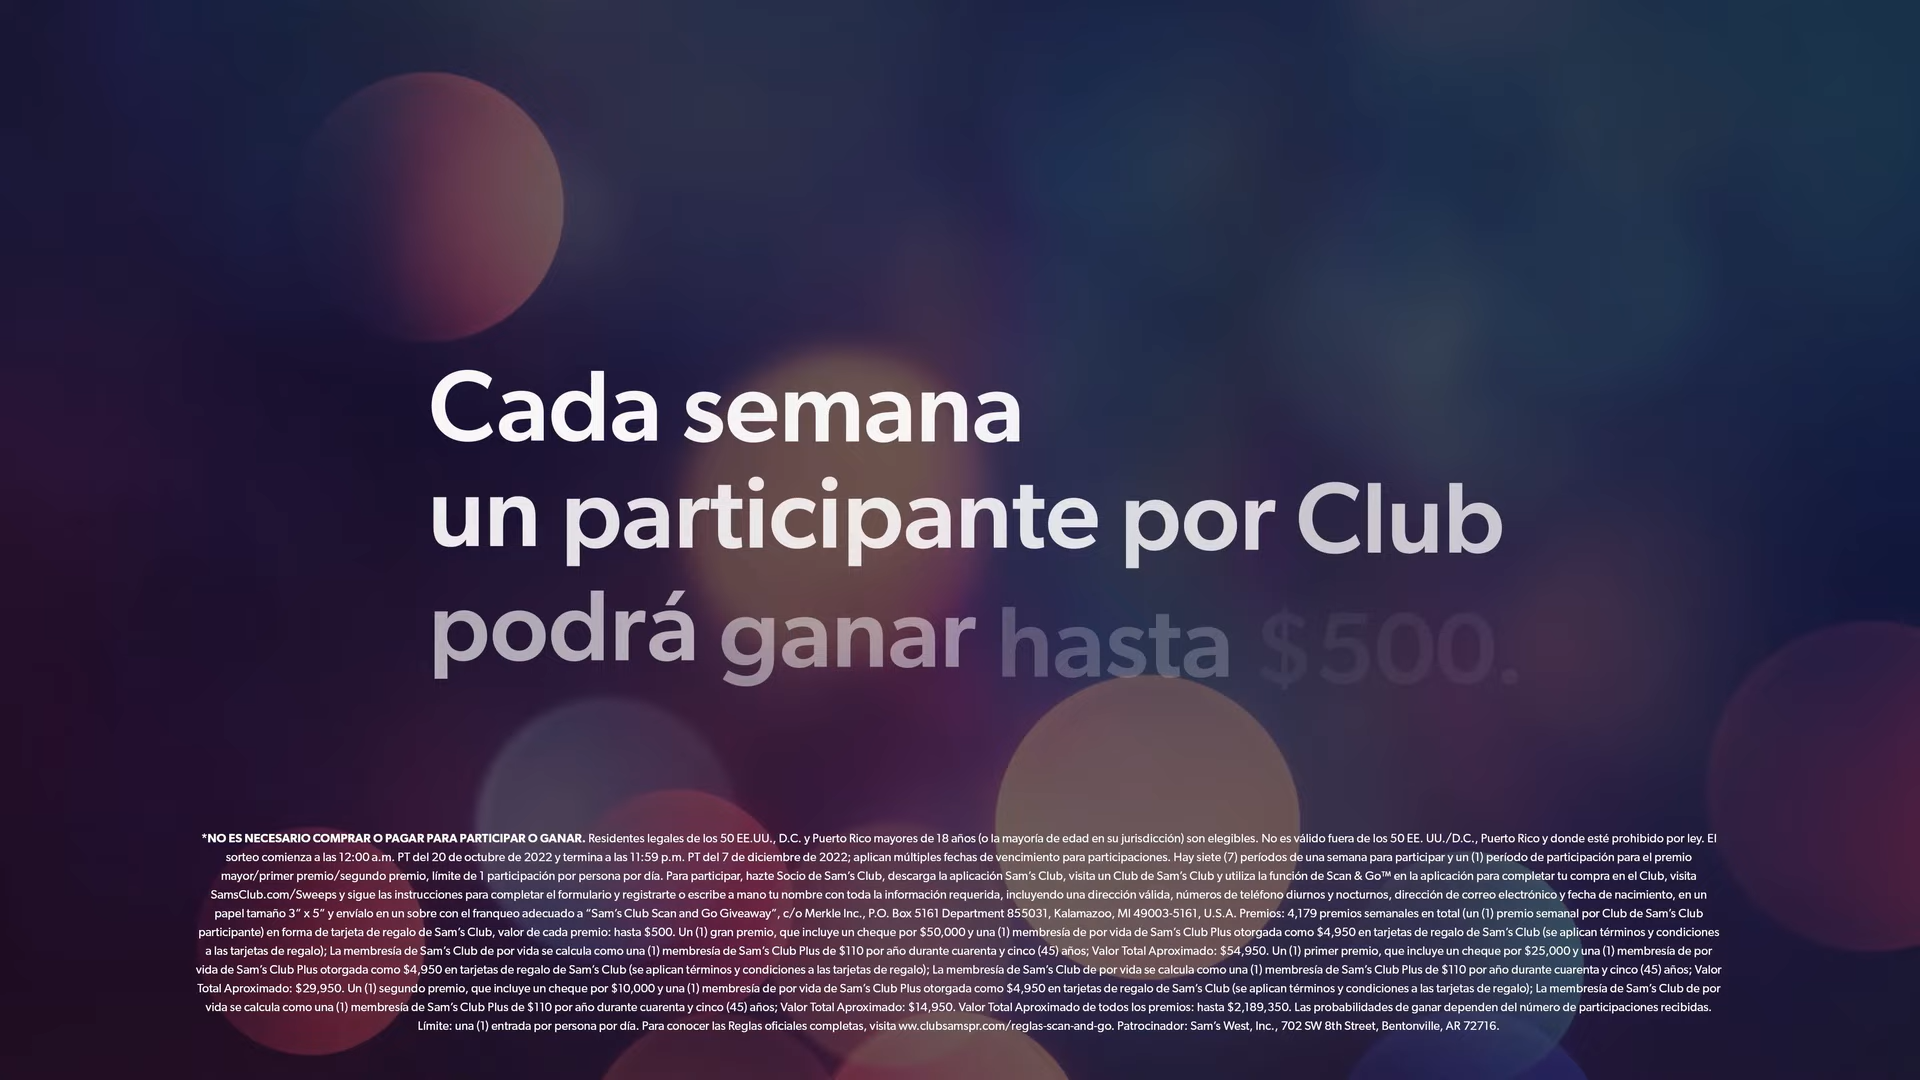 Cada semana
un participante por Club
podrá ganar hasta $500.
*NO ES NECESARIO COMPRAR O PAGAR PARA PARTICIPAR O GANAR. Residentes legales de los 50 EE.UU., D.C. y Puerto Rico mayores de 18 años (o la mayoría de edad en su jurisdicción) son elegibles. No es válido fuera de los 50 EE. UU./D.C., Puerto Rico y donde esté prohibido por ley. El
sorteo comienza a las 12:00 a.m. PT del 20 de octubre de 2022 y termina a las 11:59 p.m. PT del 7 de diciembre de 2022; aplican múltiples fechas de vencimiento para participaciones. Hay siete (7) períodos de una semana para participar y un (1) período de participación para el premio
mayor/primer premio/segundo premio, límite de 1 participación por persona por día. Para participar, hazte Socio de Sam's Club, descarga la aplicación Sam's Club, visita un Club de Sam's Club y utiliza la función de Scan & Go™ en la aplicación para completar tu compra en el Club, visita
SamsClub.com/Sweeps y sigue las instrucciones para completar el formulario y registrarte o escribe a mano tu nombre con toda la información requerida, incluyendo una dirección válida, números de teléfono diurnos y nocturnos, dirección de correo electrónico y fecha de nacimiento, en un
papel tamaño 3" x 5" y envíalo en un sobre con el franqueo adecuado a "Sam's Club Scan and Go Giveaway", c/o Merkle Inc., P.O. Box 5161 Department 855031, Kalamazoo, MI 49003-5161, U.S.A. Premios: 4,179 premios semanales en total (un (1) premio semanal por Club de Sam's Club
participante) en forma de tarjeta de regalo de Sam's Club, valor de cada premio: hasta $500. Un (1) gran premio, que incluye un cheque por $50,000 y una (1) membresía de por vida de Sam's Club Plus otorgada como $4,950 en tarjetas de regalo de Sam's Club (se aplican términos y condiciones
a las tarjetas de regalo); La membresía de Sam's Club de por vida se calcula como una (1) membresía de Sam's Club Plus de $110 por año durante cuarenta y cinco (45) años; Valor Total Aproximado: $54,950. Un (1) primer premio, que incluye un cheque por $25,000 y una (1) membresía de por
vida de Sam's Club Plus otorgada como $4,950 en tarjetas de regalo de Sam's Club (se aplican términos y condiciones a las tarjetas de regalo); La membresía de Sam's Club de por vida se calcula como una (1) membresía de Sam's Club Plus de $110 por año durante cuarenta y cinco (45) años; Valor
Total Aproximado: $29,950. Un (1) segundo premio, que incluye un cheque por $10,000 y una (1) membresía de por vida de Sam's Club Plus otorgada como $4,950 en tarjetas de regalo de Sam's Club (se aplican términos y condiciones a las tarjetas de regalo); La membresía de Sam's Club de por
vida se calcula como una (1) membresía de Sam's Club Plus de $110 por año durante cuarenta y cinco (45) años; Valor Total Aproximado: $14,950. Valor Total Aproximado de todos los premios: hasta $2,189,350. Las probabilidades de ganar dependen del número de participaciones recibidas.
Límite: una (1) entrada por persona por día. Para conocer las Reglas oficiales completas, visita ww.clubsamspr.com/reglas-scan-and-go. Patrocinador: Sam's West, Inc., 702 SW 8th Street, Bentonville, AR 72716.